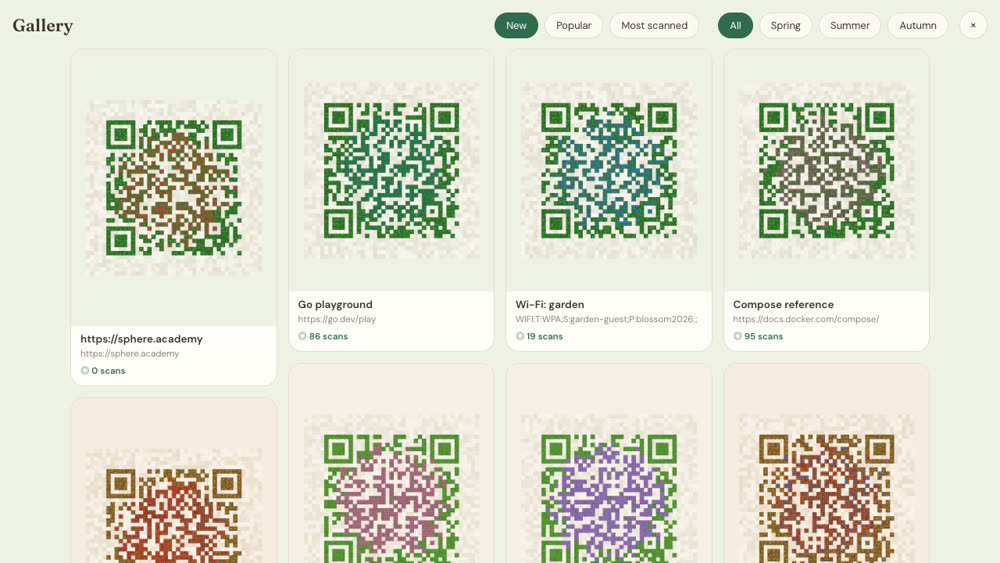 Gallery
New
Popular
Most scanned
All
Spring
Summer
Autumn
×
https://sphere.academy
https://sphere.academy
0 scans
Go playground
https://go.dev/play
86 scans
Wi-Fi: garden
WIFI:T:WPA;S:garden-guest;P:blossom2026;;
19 scans
Compose reference
https://docs.docker.com/compose/
95 scans